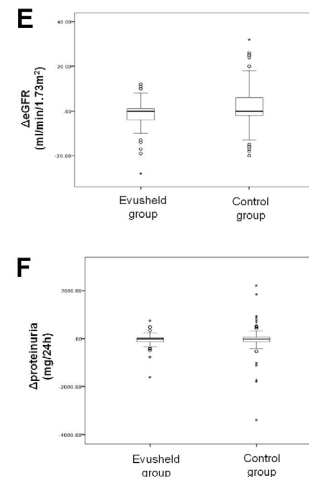 E
40.00
20.00
.00
-20.00
ΔeGFR
(ml/min/1.73m²)
Evusheld
group
Control
group
F
2000.00
.00
-2000.00
-4000.00
Δproteinuria
(mg/24h)
Evusheld
group
Control
group